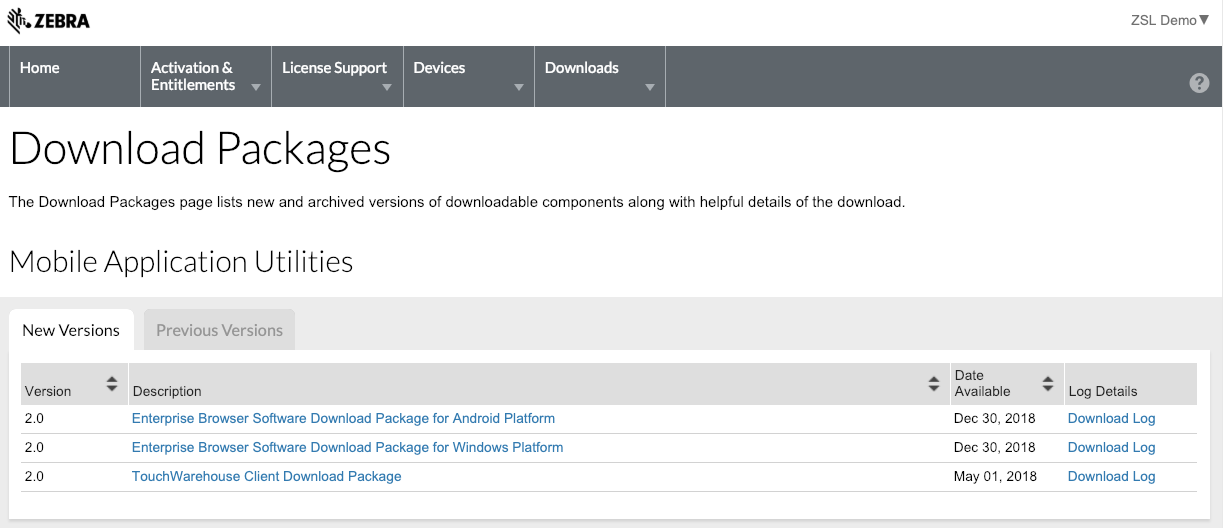 ZEBRA
ZSL Demo▼
Home
Activation &
Entitlements
License Support
Devices
Downloads
?
Download Packages
The Download Packages page lists new and archived versions of downloadable components along with helpful details of the download.
Mobile Application Utilities
New Versions
Previous Versions
Version Description Date Available Log Details
2.0 Enterprise Browser Software Download Package for Android Platform Dec 30, 2018 Download Log
2.0 Enterprise Browser Software Download Package for Windows Platform Dec 30, 2018 Download Log
2.0 TouchWarehouse Client Download Package May 01, 2018 Download Log